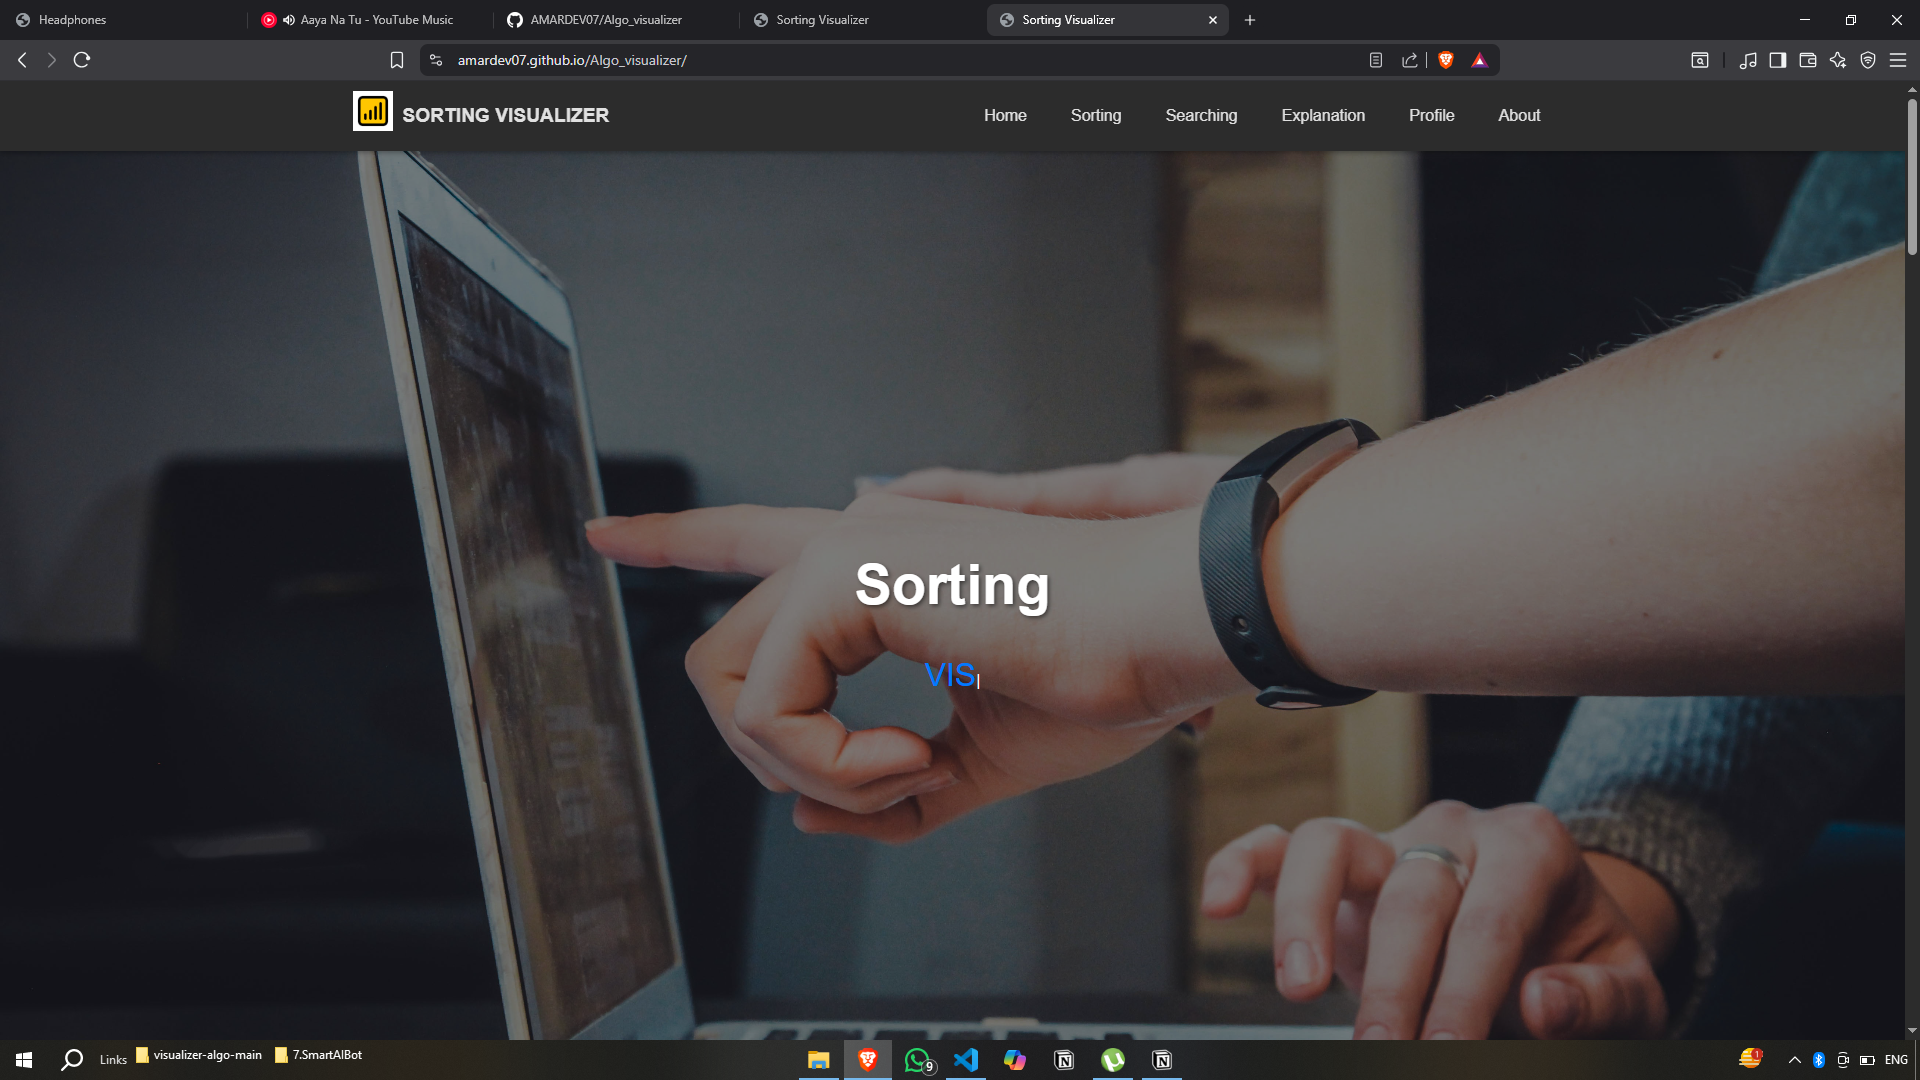 Headphones
Aaya Na Tu - YouTube Music
AMARDEV07/Algo_visualizer
Sorting Visualizer
Sorting Visualizer
amardev07.github.io/Algo_visualizer/
SORTING VISUALIZER
Home
Sorting
Searching
Explanation
Profile
About
Sorting
VIS|
Links
visualizer-algo-main
7.SmartAIBot
9
1
ENG